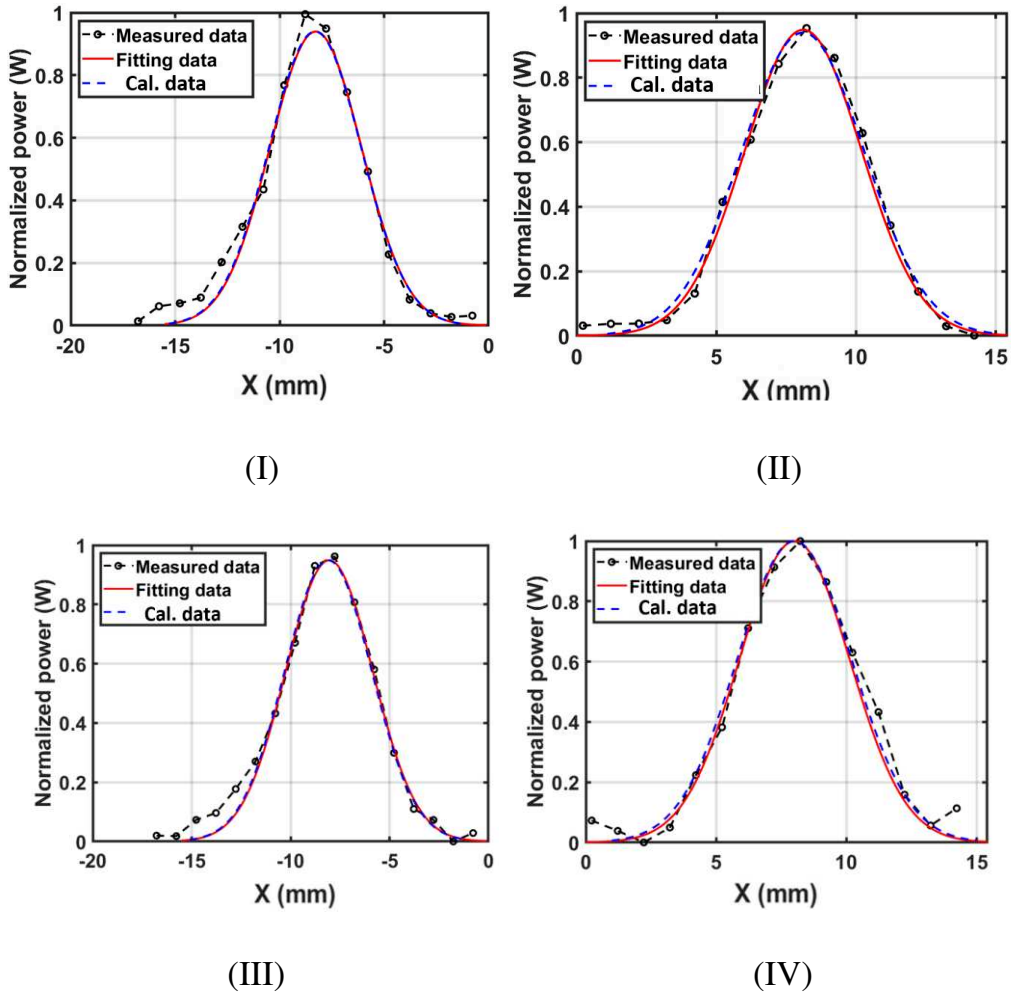 Measured data
Fitting data
Cal. data
Normalized power (W)
1
0.8
0.6
0.4
0.2
0
-20
-15
-10
-5
0
X (mm)
(I)
Measured data
Fitting data
Cal. data
Normalized power (W)
1
0.8
0.6
0.4
0.2
0
0
5
10
15
X (mm)
(II)
Measured data
Fitting data
Cal. data
Normalized power (W)
1
0.8
0.6
0.4
0.2
0
-20
-15
-10
-5
0
X (mm)
(III)
Measured data
Fitting data
Cal. data
Normalized power (W)
1
0.8
0.6
0.4
0.2
0
0
5
10
15
X (mm)
(IV)